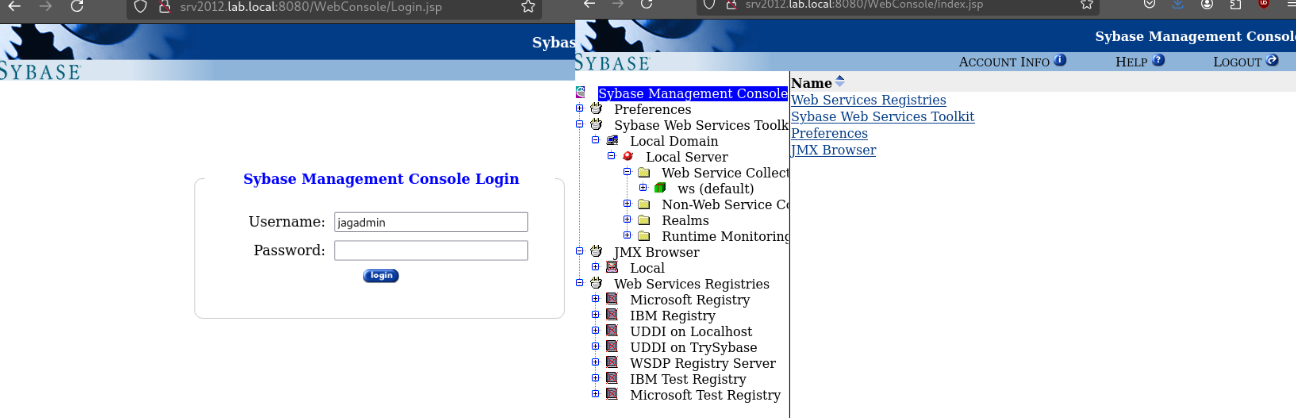 srv2012.lab.local:8080/WebConsole/Login.jsp
Sybas
SYBASE
Sybase Management Console Login
Username: jagadmin
Password:
login
srv2012.lab.local:8080/WebConsole/index.jsp
Sybase Management Console
SYBASE
ACCOUNT INFO HELP LOGOUT
Sybase Management Console
Preferences
Sybase Web Services Toolk
Local Domain
Local Server
Web Service Collect
ws (default)
Non-Web Service Co
Realms
Runtime Monitoring
JMX Browser
Local
Web Services Registries
Microsoft Registry
IBM Registry
UDDI on Localhost
UDDI on TrySybase
WSDP Registry Server
IBM Test Registry
Microsoft Test Registry
Name
Web Services Registries
Sybase Web Services Toolkit
Preferences
JMX Browser